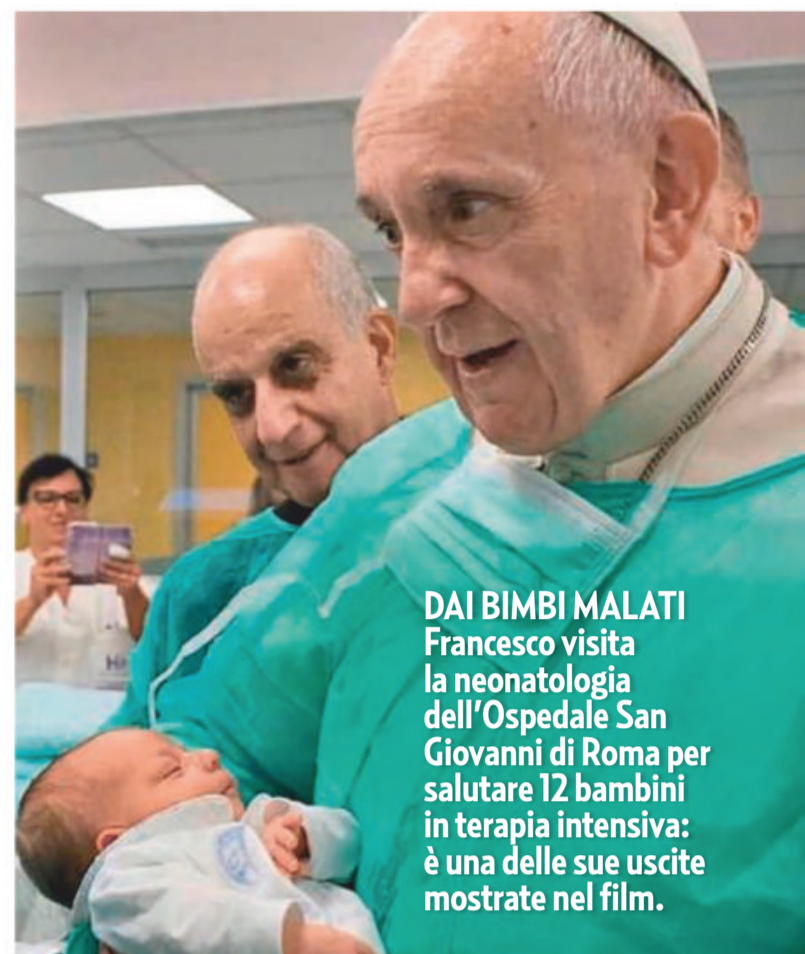 DAI BIMBI MALATI
Francesco visita
la neonatologia
dell'Ospedale San
Giovanni di Roma per
salutare 12 bambini
in terapia intensiva:
è una delle sue uscite
mostrate nel film.